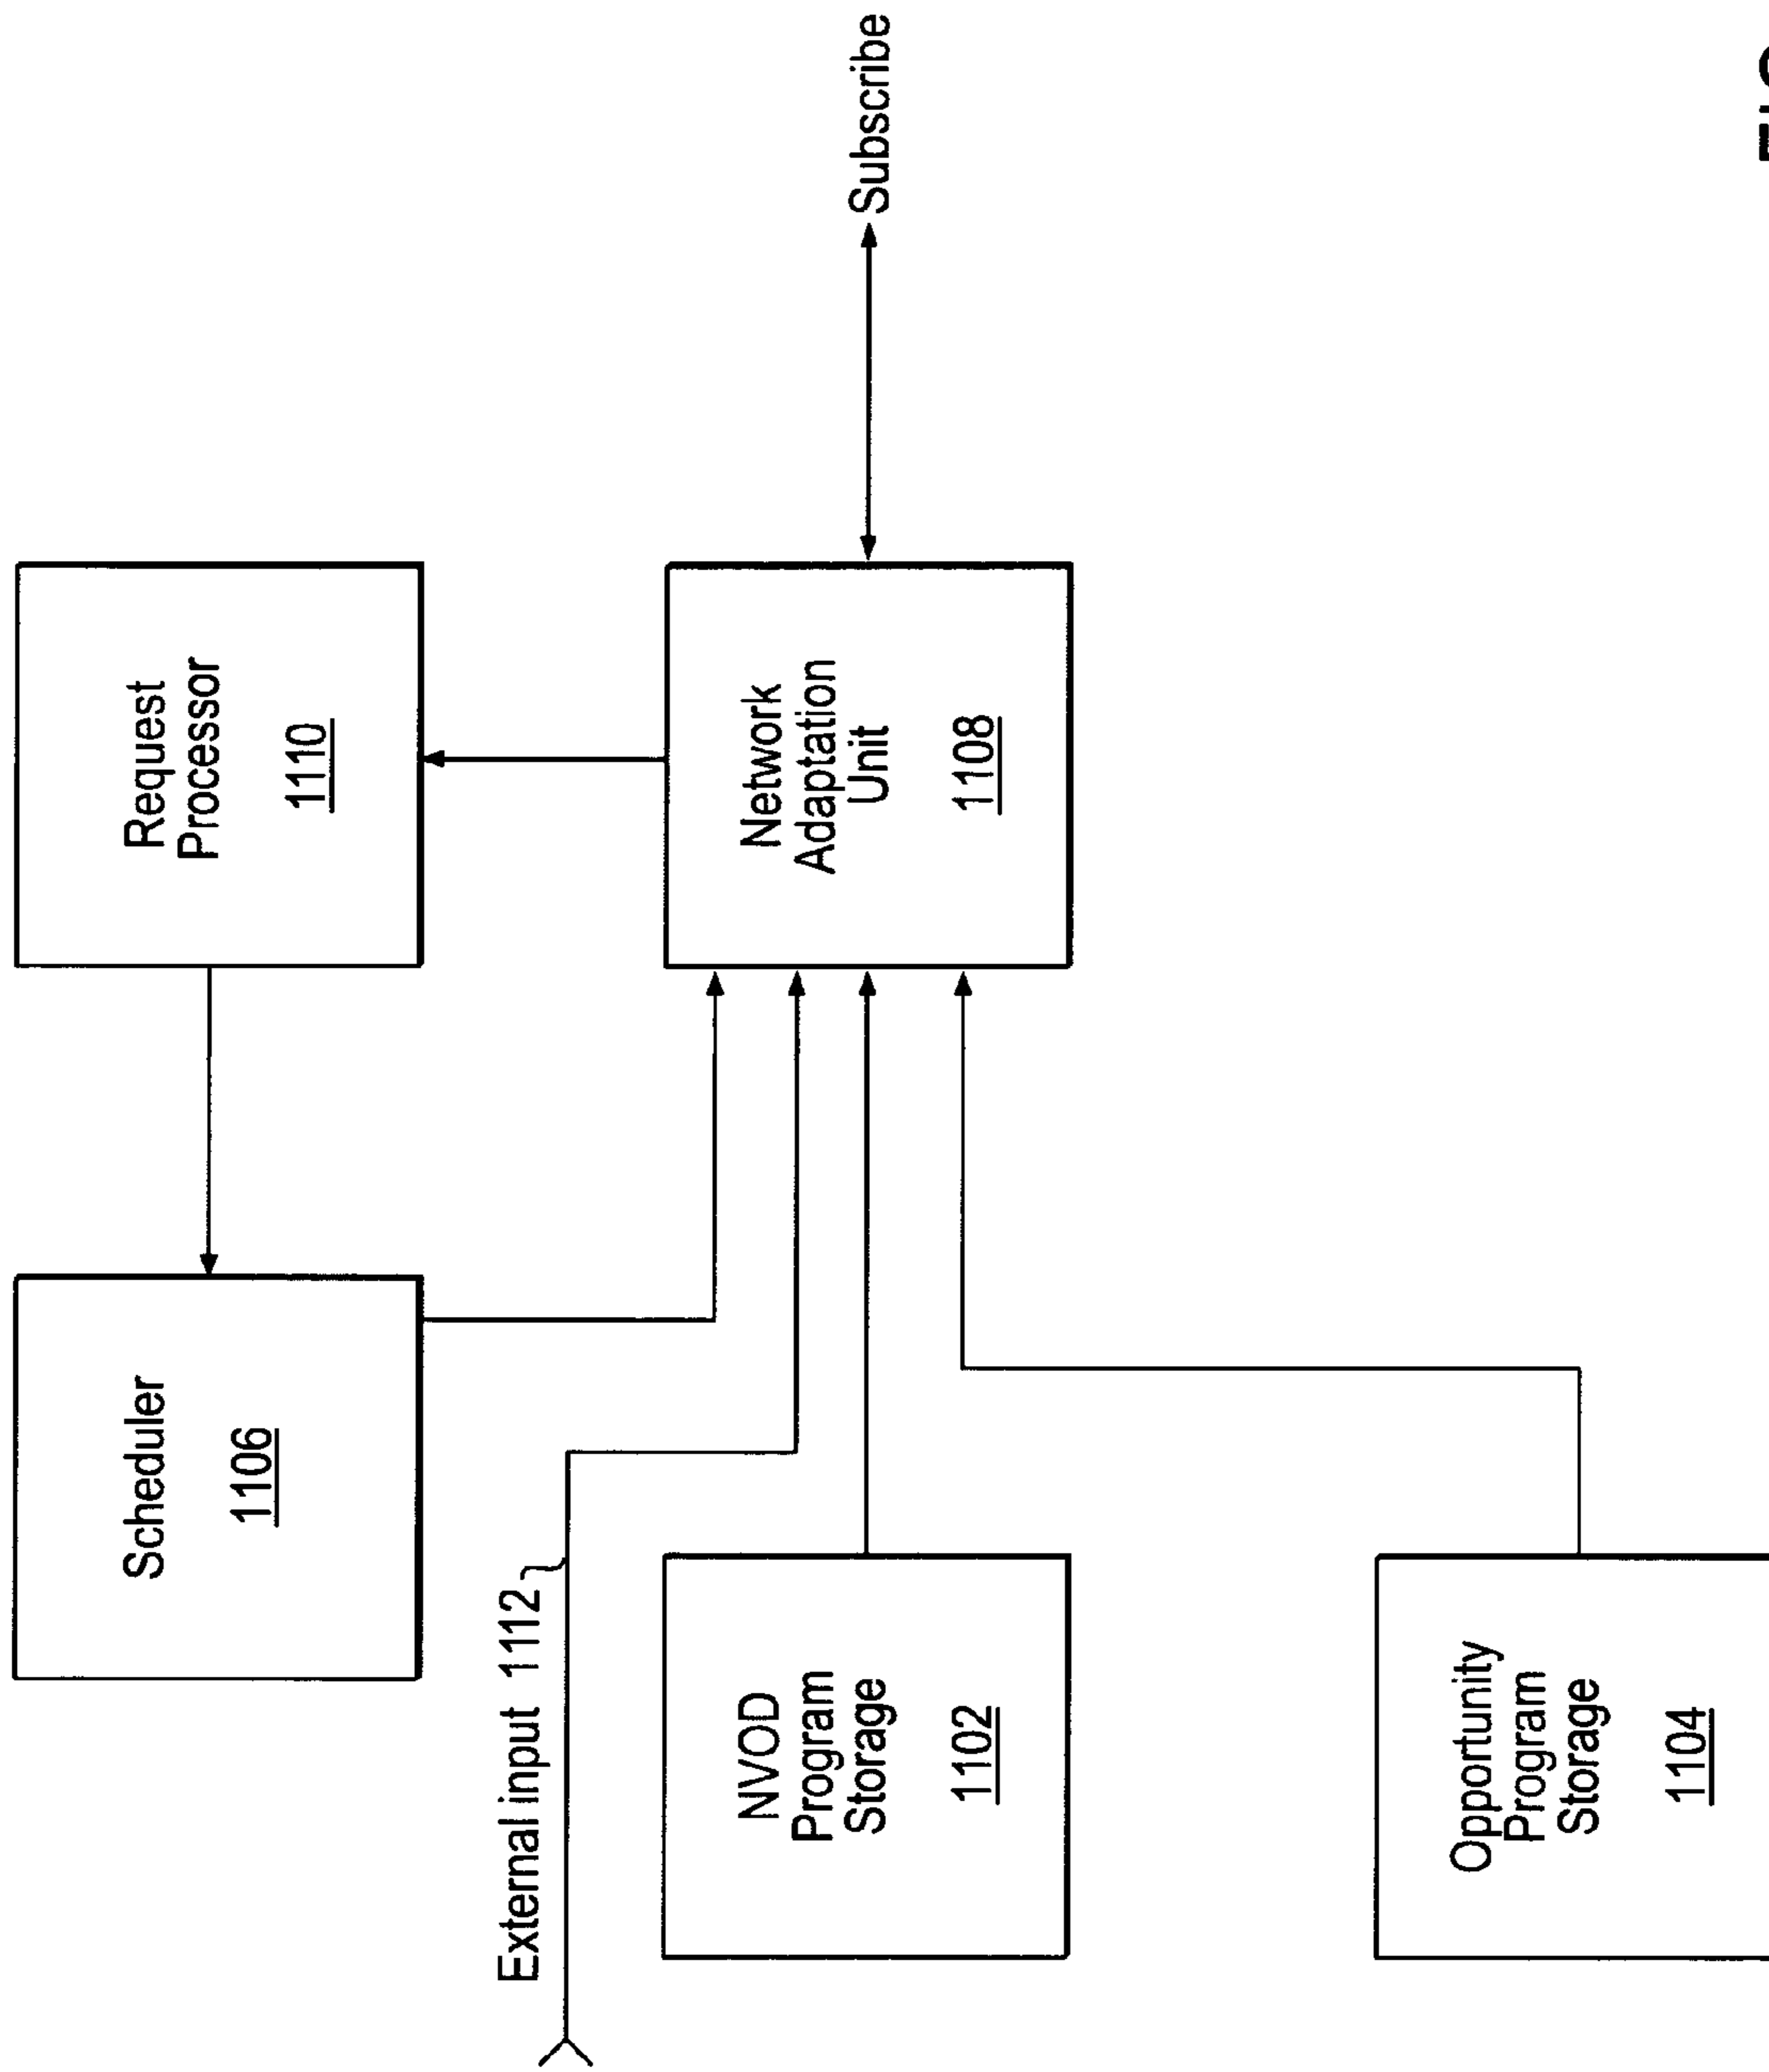 Scheduler
1106
Request
Processor
1110
External input 1112
NVOD
Program
Storage
1102
Network
Adaptation
Unit
1108
Subscribe
Opportunity
Program
Storage
1104